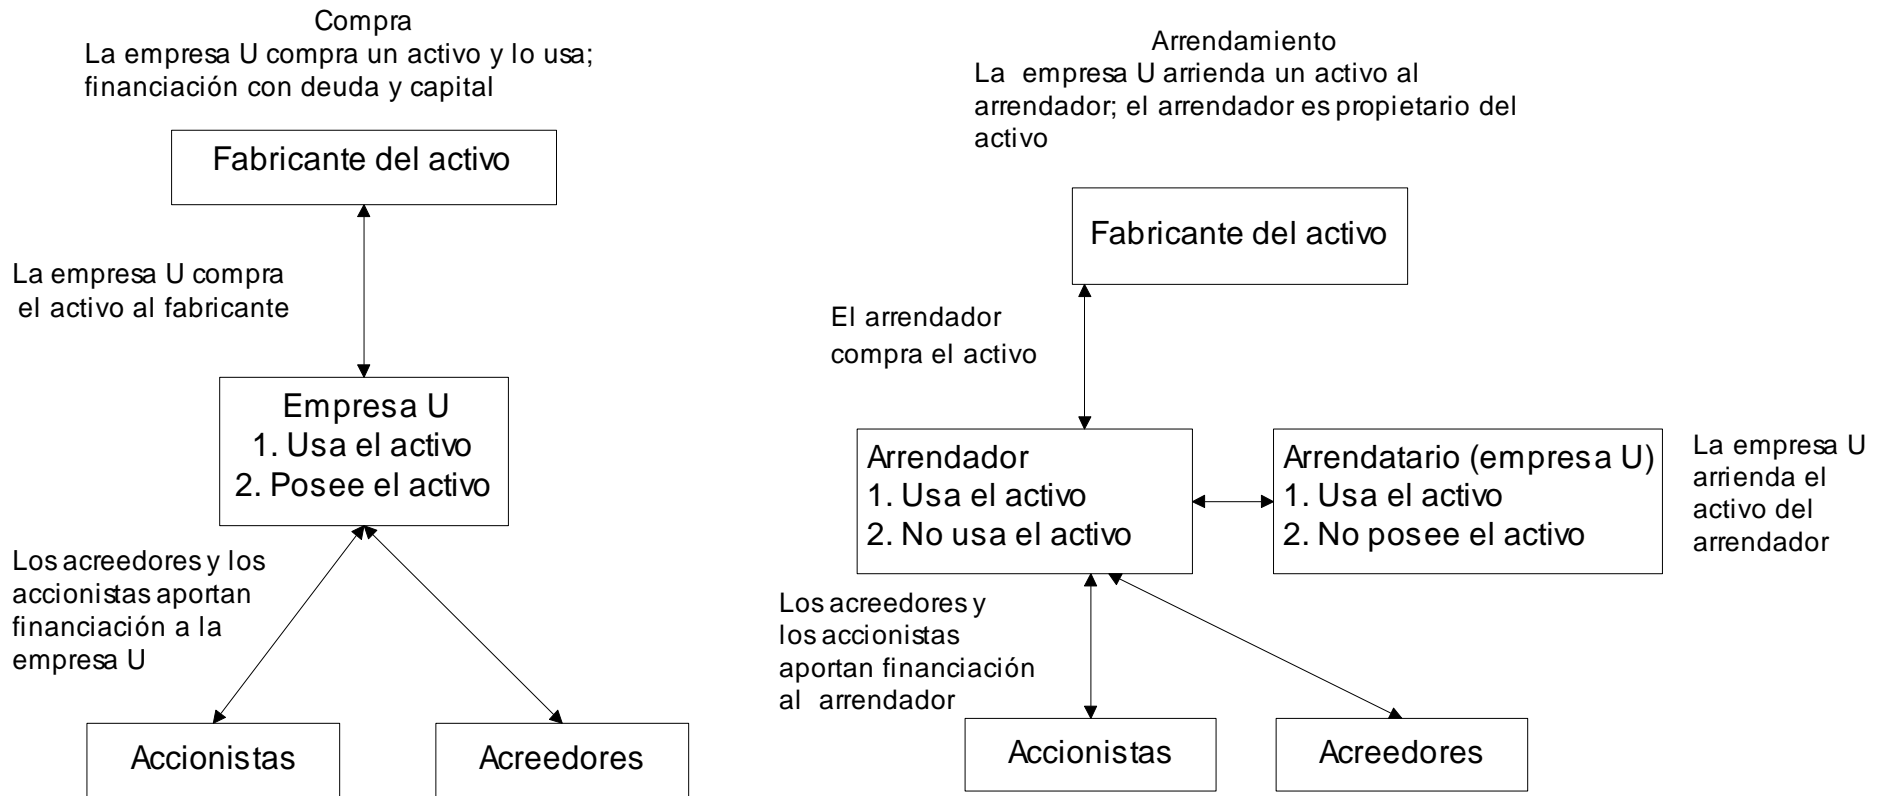 Compra
La empresa U compra un activo y lo usa;
financiación con deuda y capital
Fabricante del activo
La empresa U compra
el activo al fabricante
Empresa U
1. Usa el activo
2. Posee el activo
Los acreedores y los
accionistas aportan
financiación a la
empresa U
Accionistas
Acreedores
Arrendamiento
La empresa U arrienda un activo al
arrendador; el arrendador es propietario del
activo
Fabricante del activo
El arrendador
compra el activo
Arrendador
1. Usa el activo
2. No usa el activo
Arrendatario (empresa U)
1. Usa el activo
2. No posee el activo
La empresa U
arrienda el
activo del
arrendador
Los acreedores y
los accionistas
aportan financiación
al arrendador
Accionistas
Acreedores